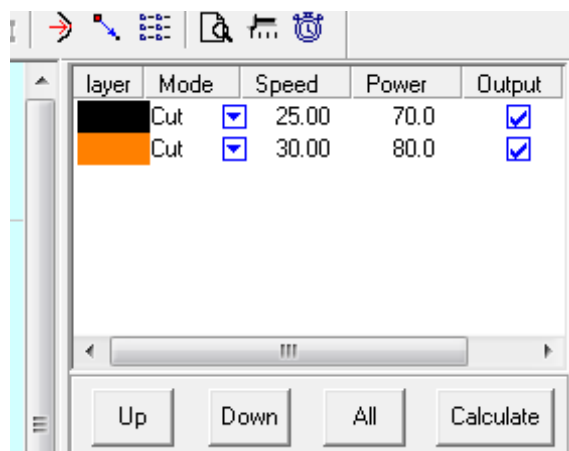 layer Mode Speed Power Output
Cut 25.00 70.0
Cut 30.00 80.0
Up Down All Calculate